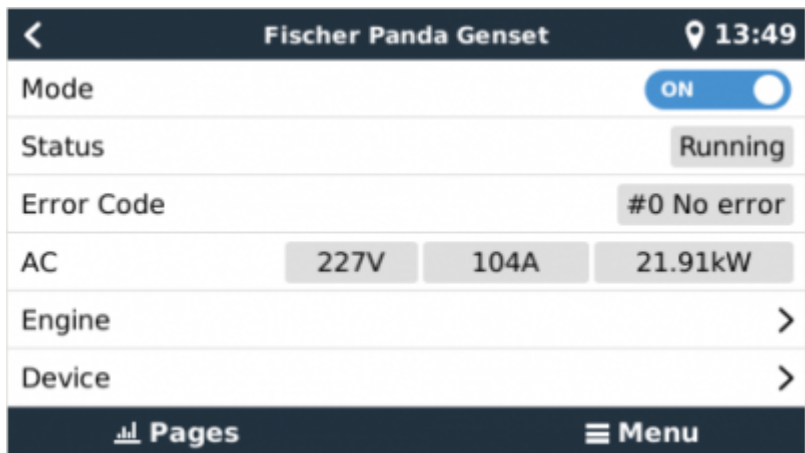 Fischer Panda Genset 13:49
Mode ON
Status Running
Error Code #0 No error
AC 227V 104A 21.91kW
Engine
Device
Pages Menu